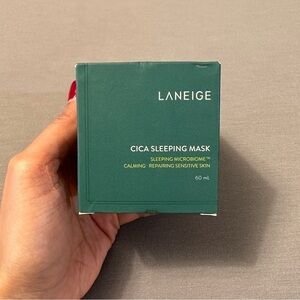 LANEIGE
CICA SLEEPING MASK
SLEEPING MICROBIOME™
CALMING · REPAIRING SENSITIVE SKIN
60 mL